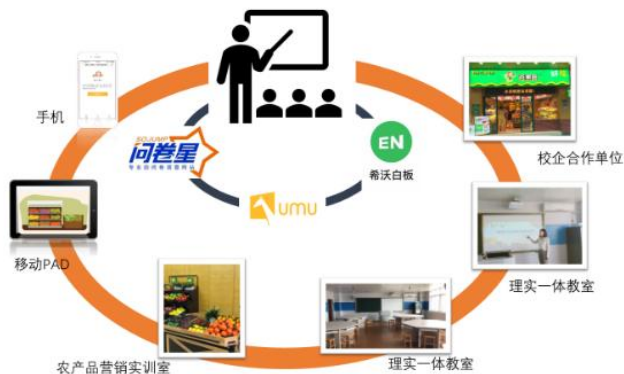 手机
SOJUMP
问卷星
EN
希沃白板
umu
校企合作单位
移动PAD
理实一体教室
农产品营销实训室
理实一体教室